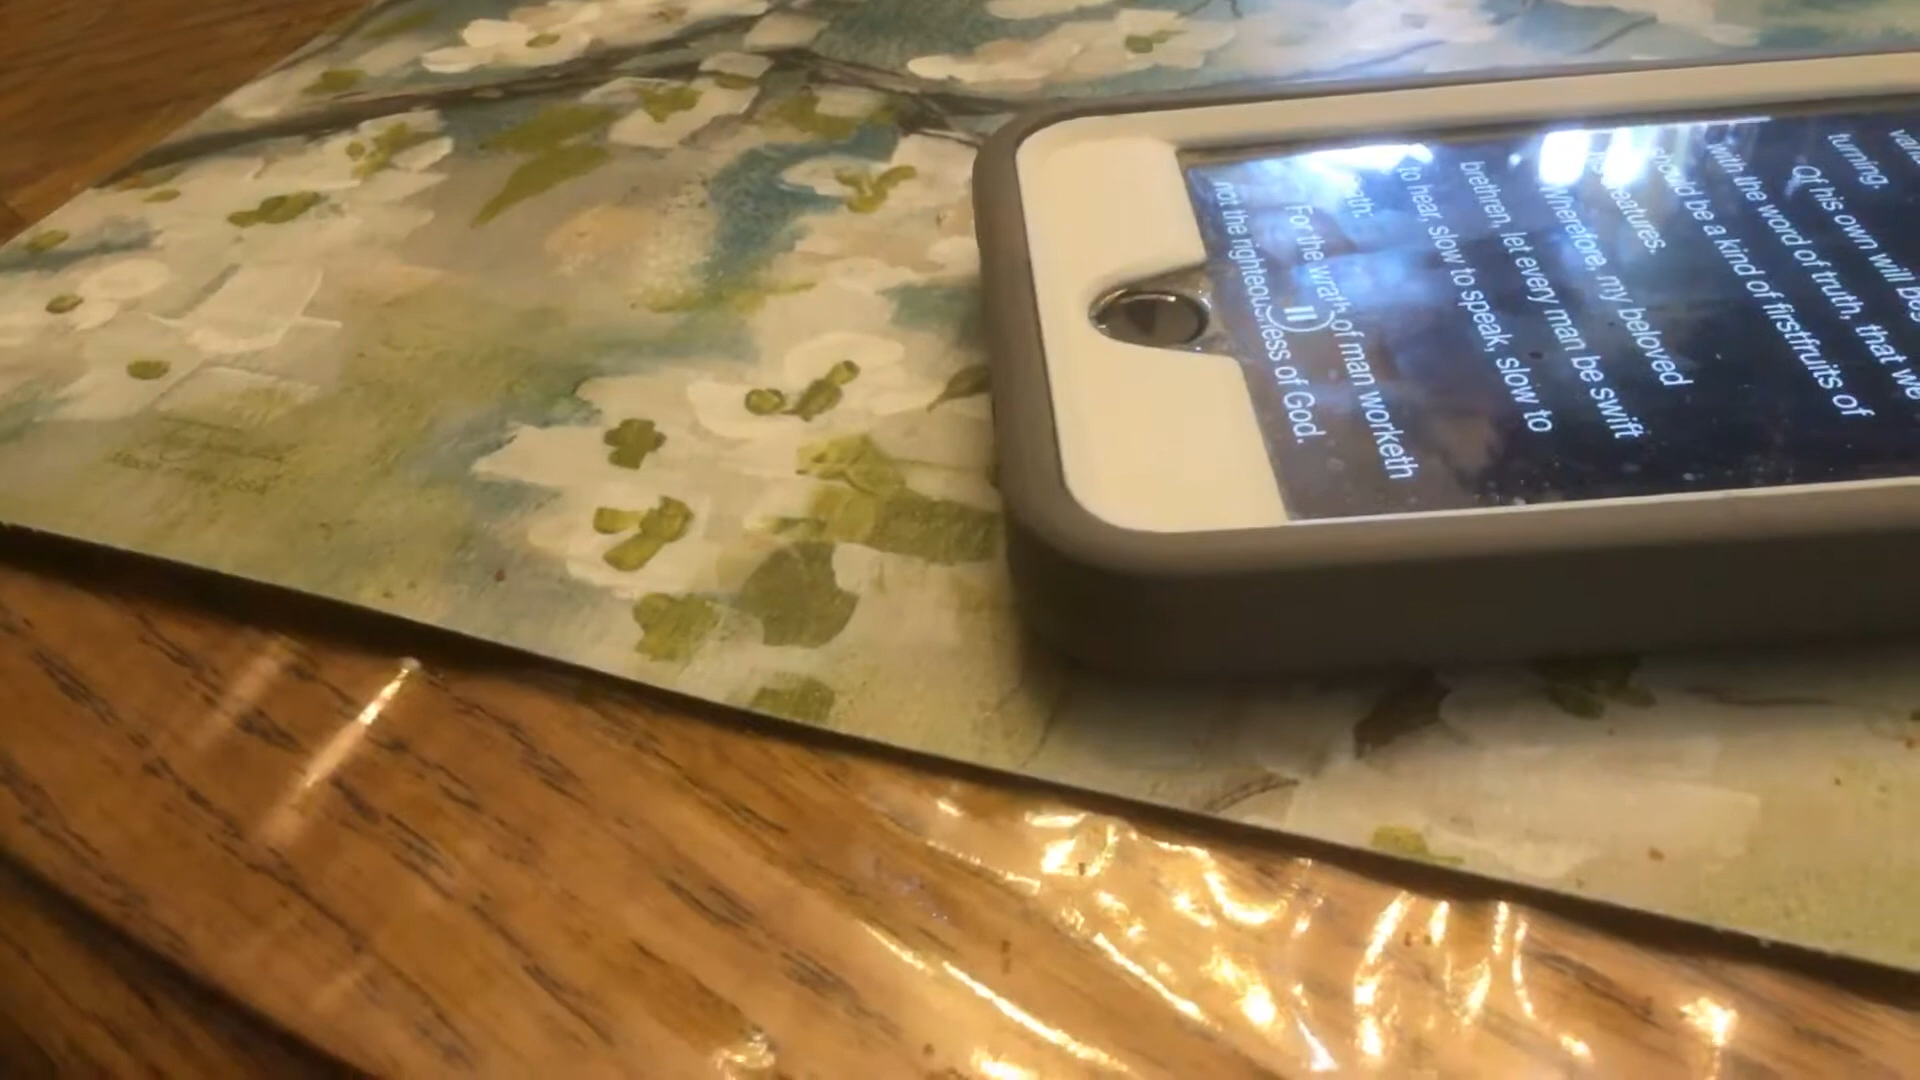 turning.
Of his own will
with the word of truth, that we
should be a kind of firstfruits of
Wherefore, my beloved
brethren, let every man be swift
to hear, slow to speak, slow to
For the wrath of man worketh
not the righteousness of God.